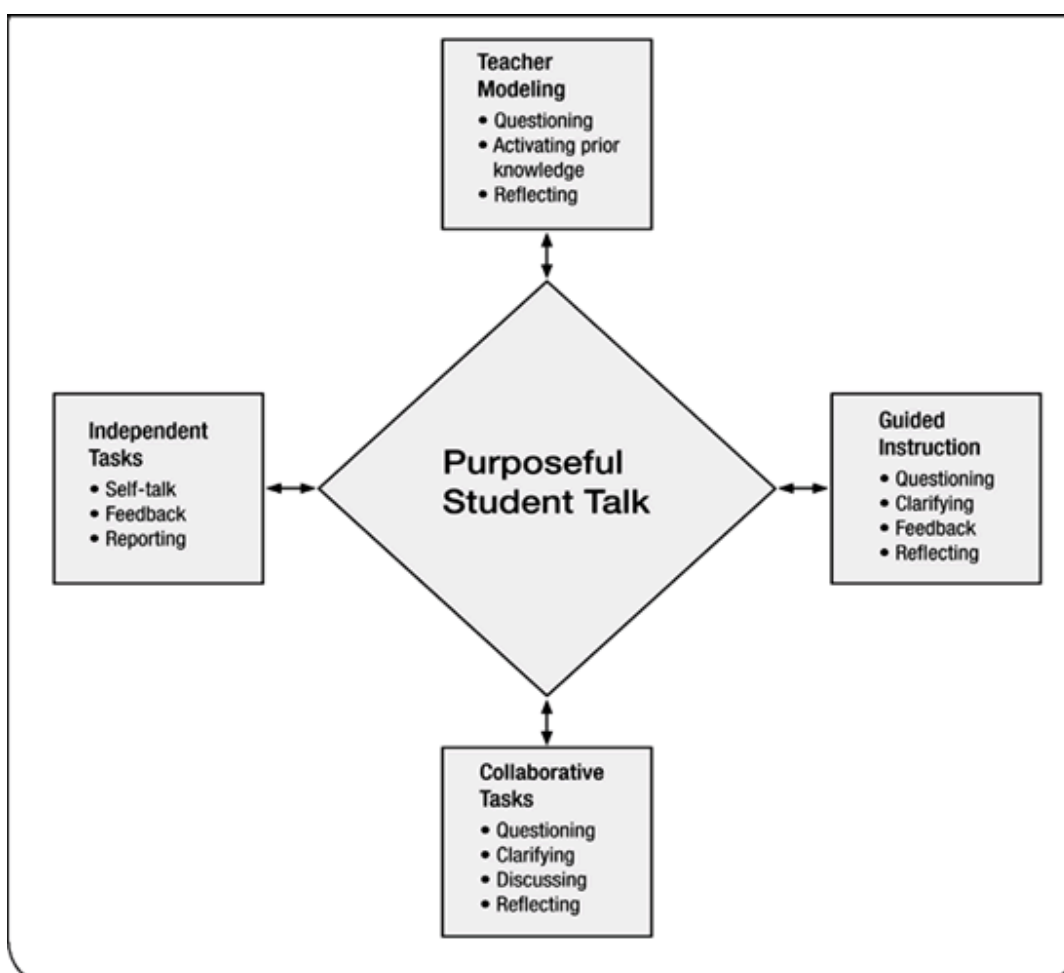 Teacher
Modeling
• Questioning
• Activating prior
knowledge
• Reflecting
Independent
Tasks
• Self-talk
• Feedback
• Reporting
Purposeful
Student Talk
Guided
Instruction
• Questioning
• Clarifying
• Feedback
• Reflecting
Collaborative
Tasks
• Questioning
• Clarifying
• Discussing
• Reflecting